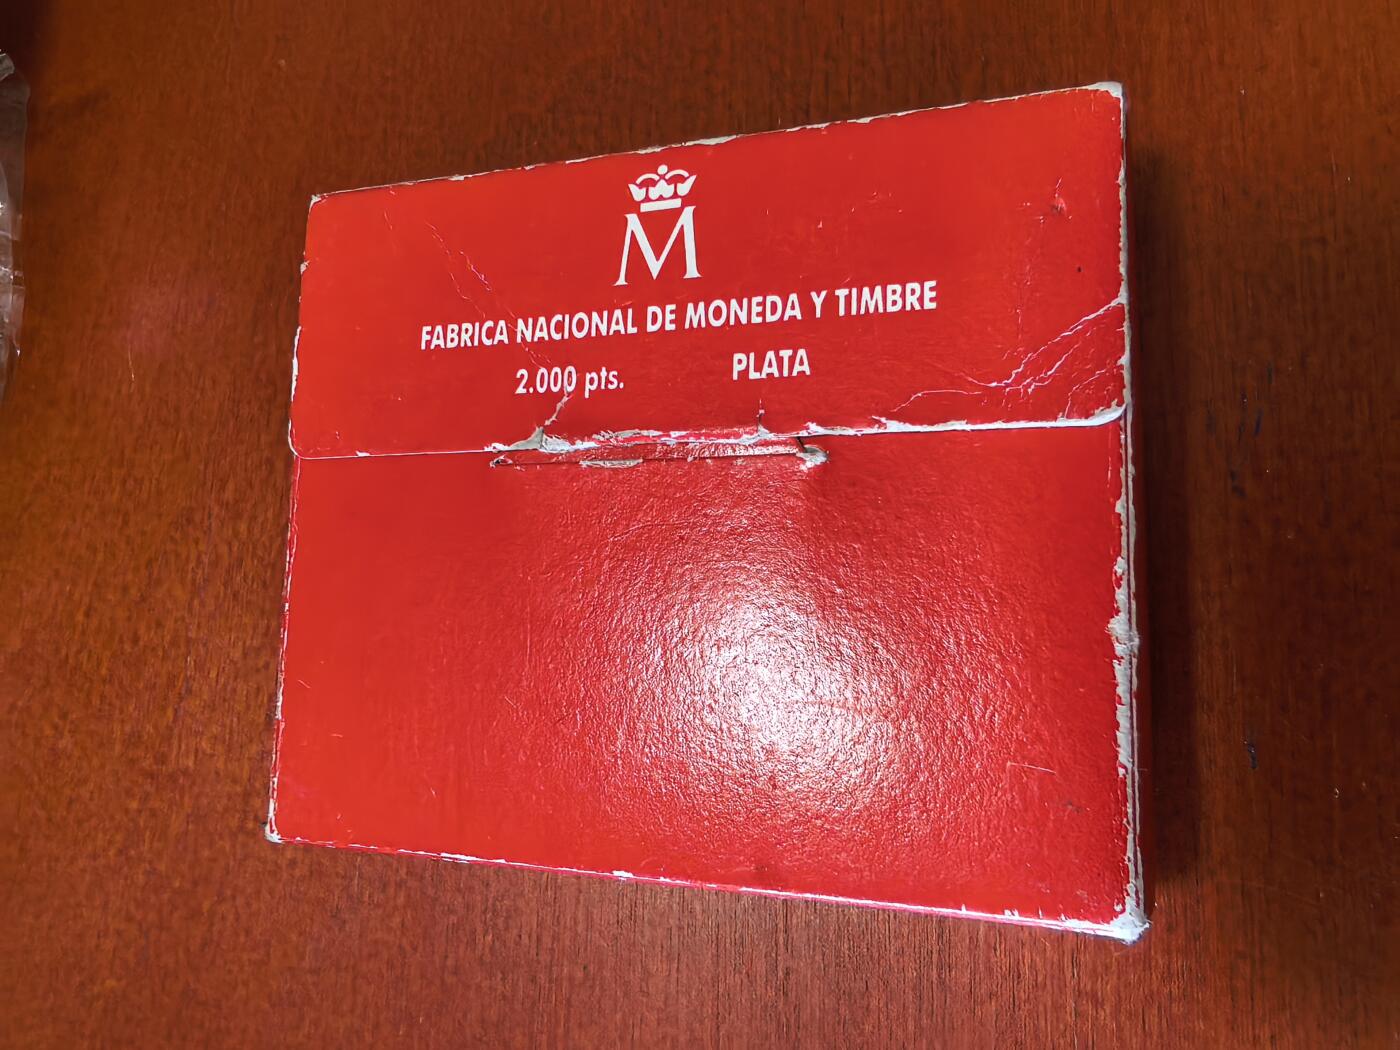 M
FABRICA NACIONAL DE MONEDA Y TIMBRE
2.000 pts. PLATA